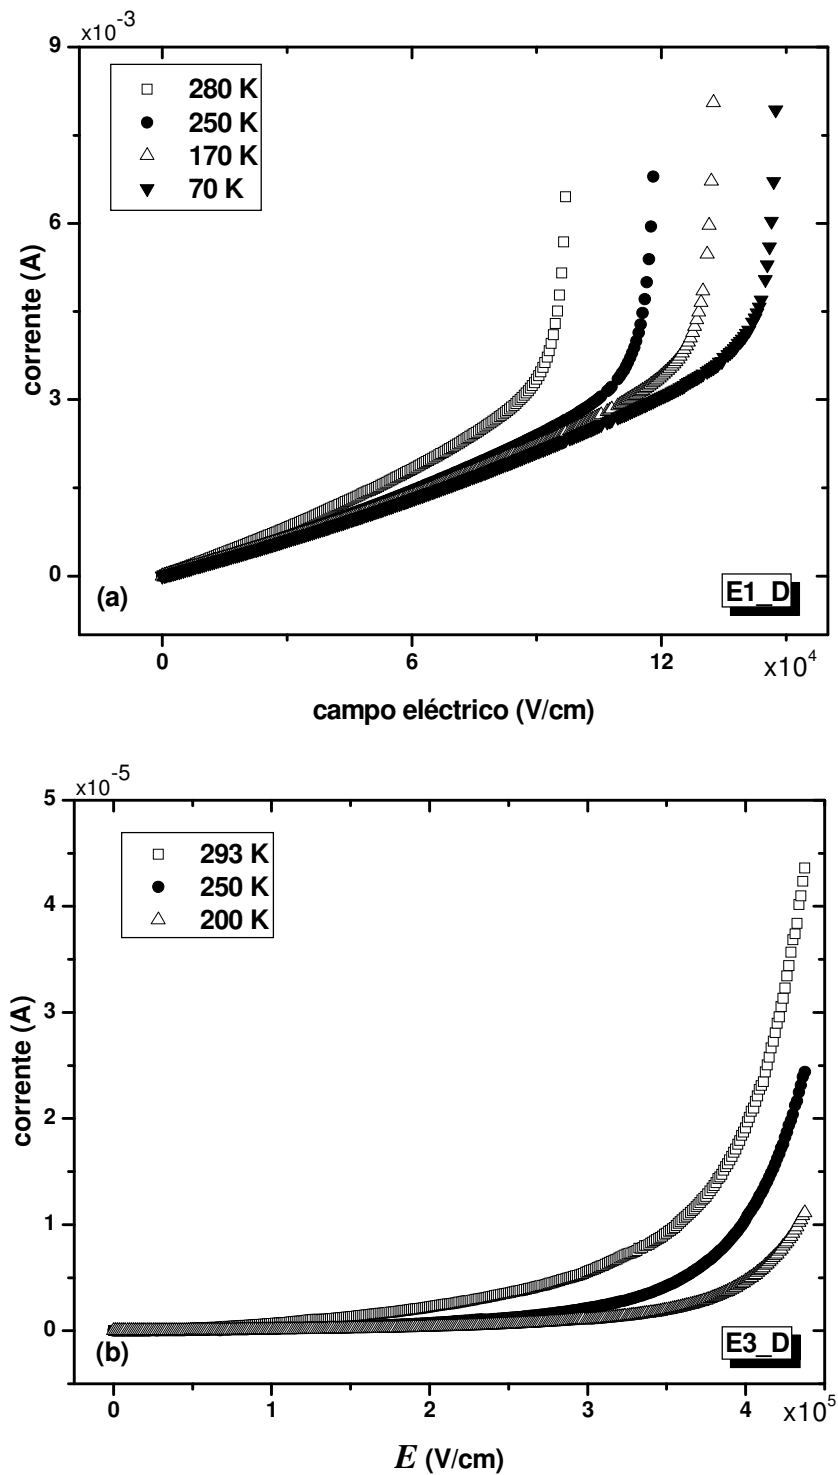 x10-3
9
280 K
250 K
170 K
70 K
6
corrente (A)
3
0
(a)
E1_D
0 6 12 x10 4
campo eléctrico (V/cm)
x10-5
5
293 K
250 K
200 K
4
3
corrente (A)
2
1
0
(b)
E3_D
0 1 2 3 4 x10 5
E (V/cm)